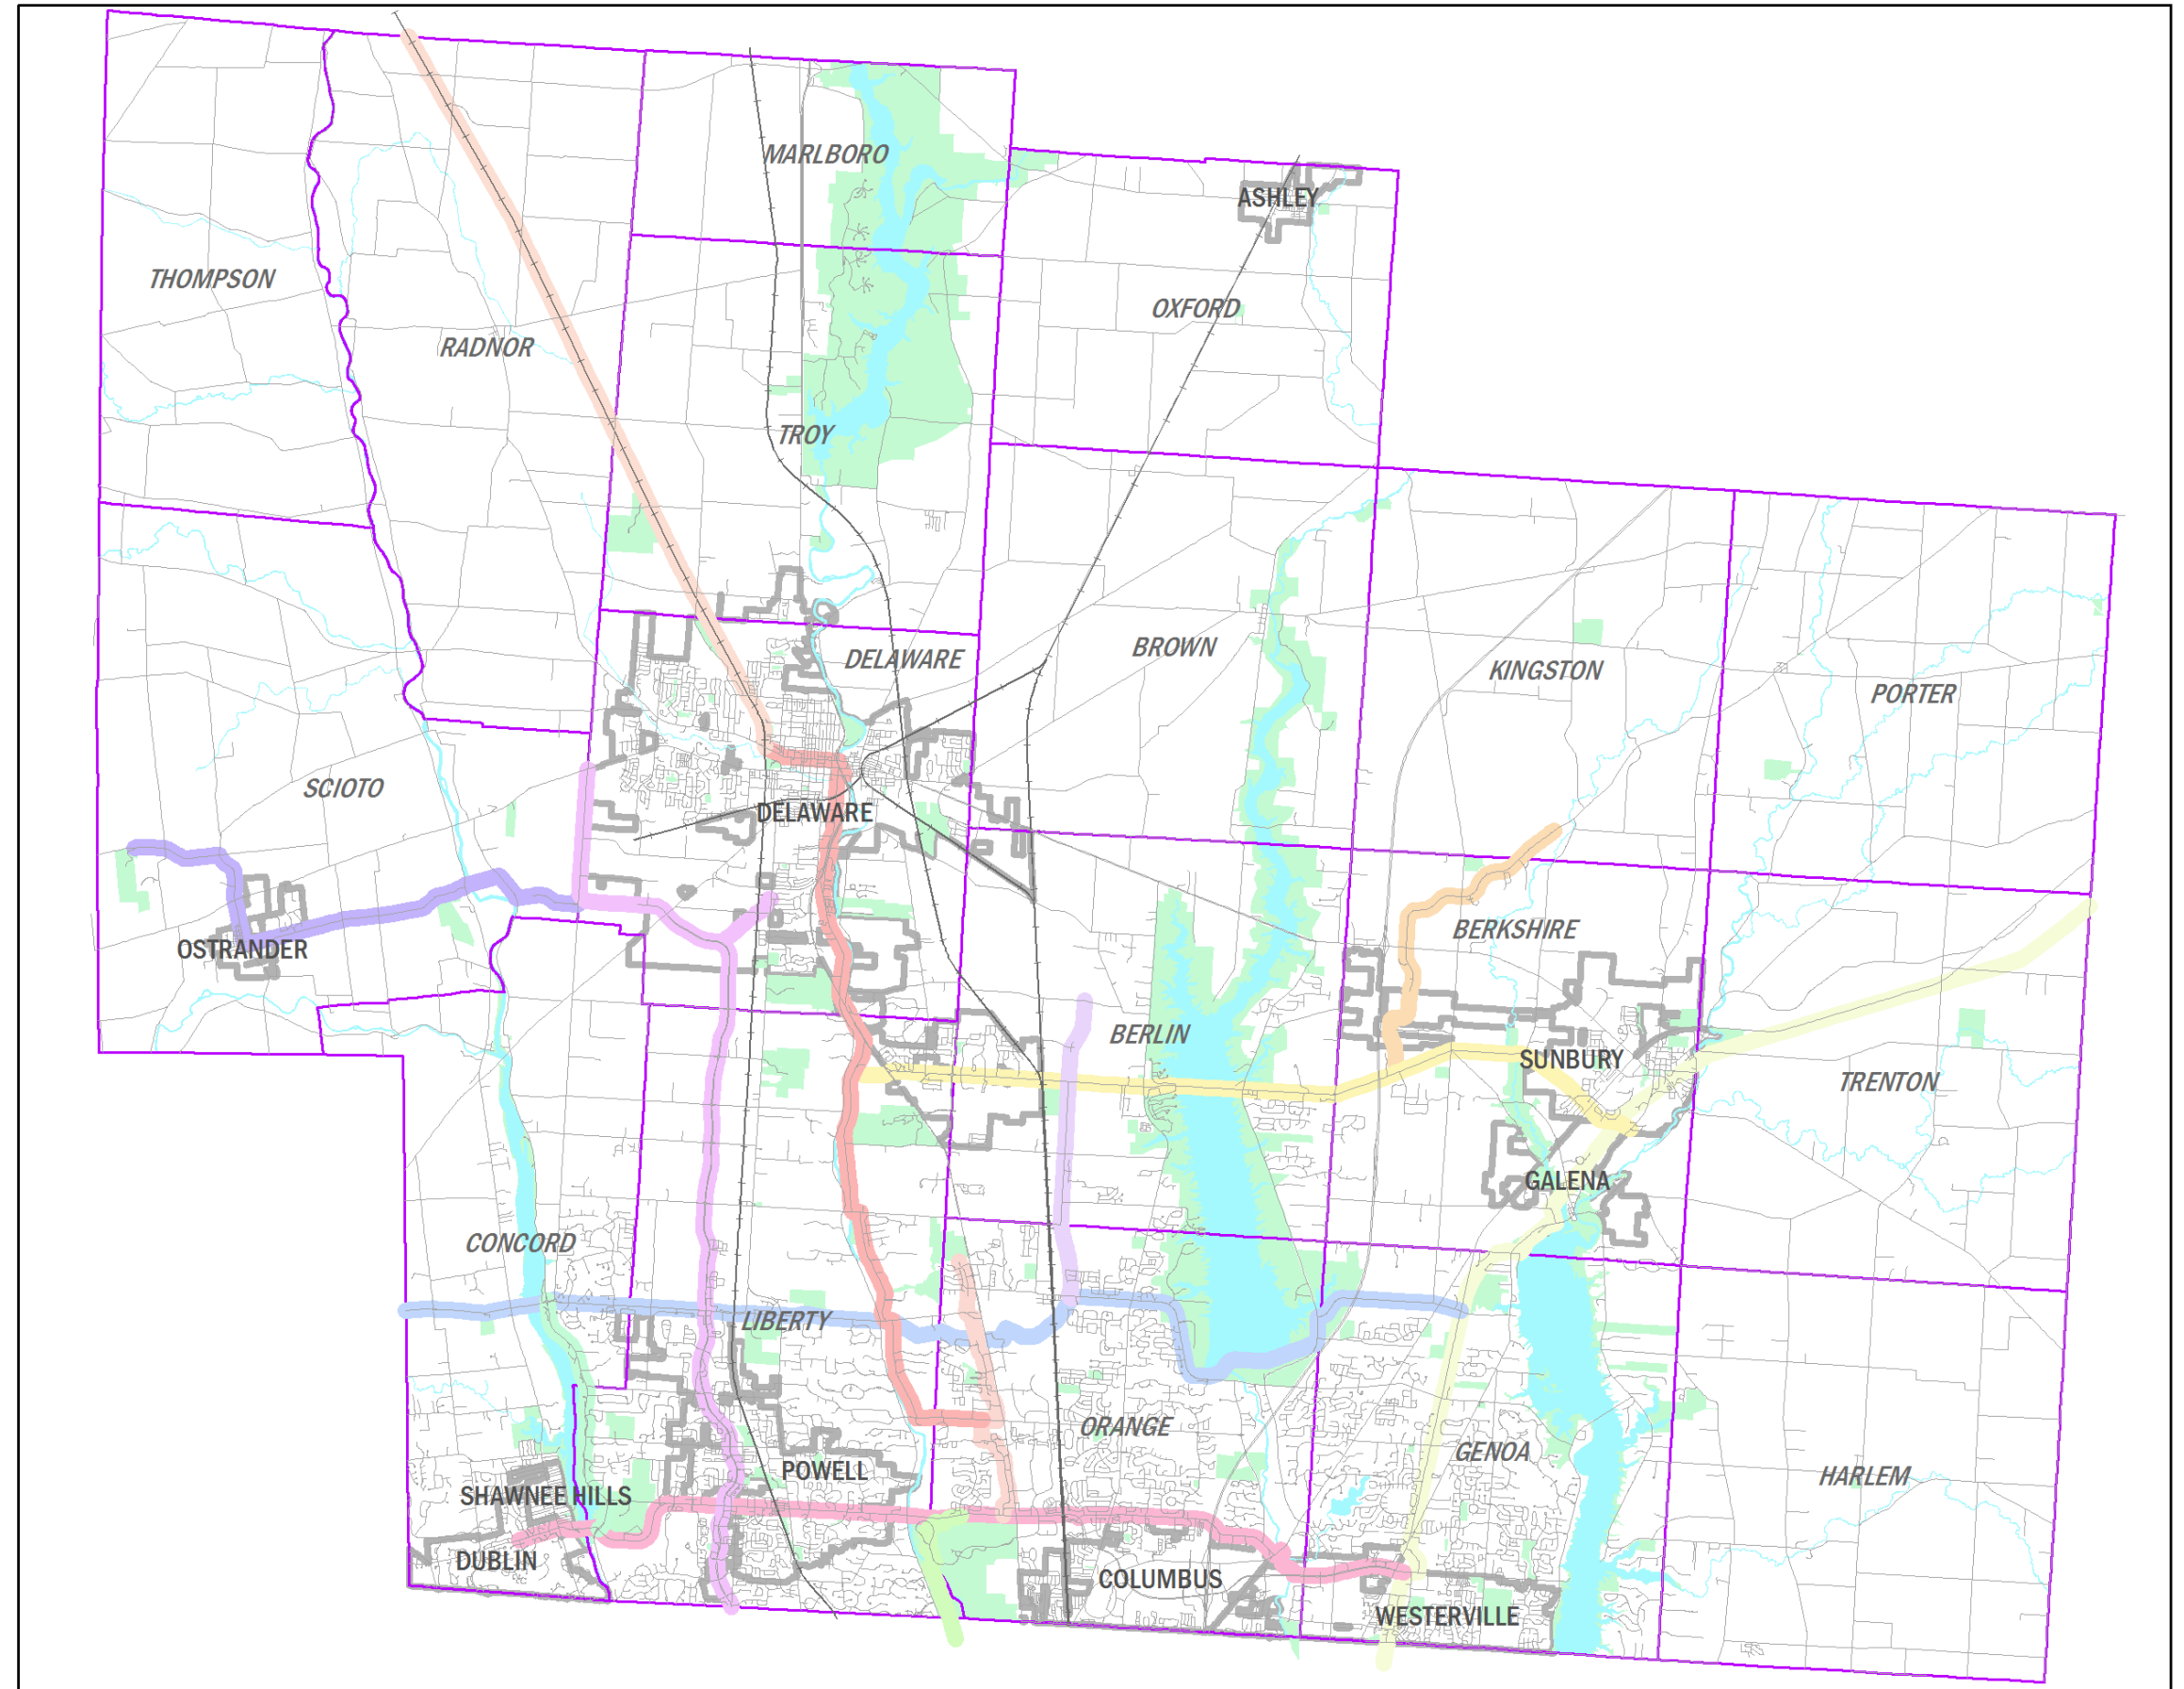 MARLBORO
ASHLEY
THOMPSON
OXFORD
RADNOR
TROY
BROWN
DELAWARE
KINGSTON
PORTER
SCIOTO
DELAWARE
BERKSHIRE
OSTRANDER
BERLIN
SUNBURY
TRENTON
GALENA
CONCORD
LIBERTY
ORANGE
GENOA
POWELL
HARLEM
SHAWNEE HILLS
DUBLIN
COLUMBUS
WESTERVILLE